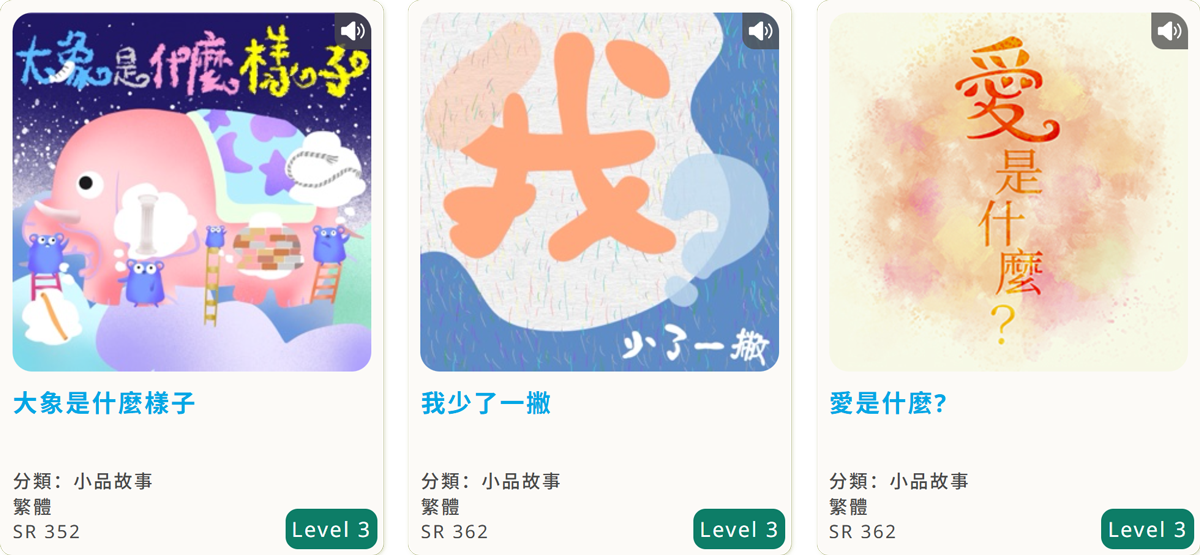 大象是什麼樣子
大象是什麼樣子
分類：小品故事
繁體
SR 352
Level 3
找
少了一撇
我少了一撇
分類：小品故事
繁體
SR 362
Level 3
愛
是
什
麼
?
愛是什麼?
分類：小品故事
繁體
SR 362
Level 3